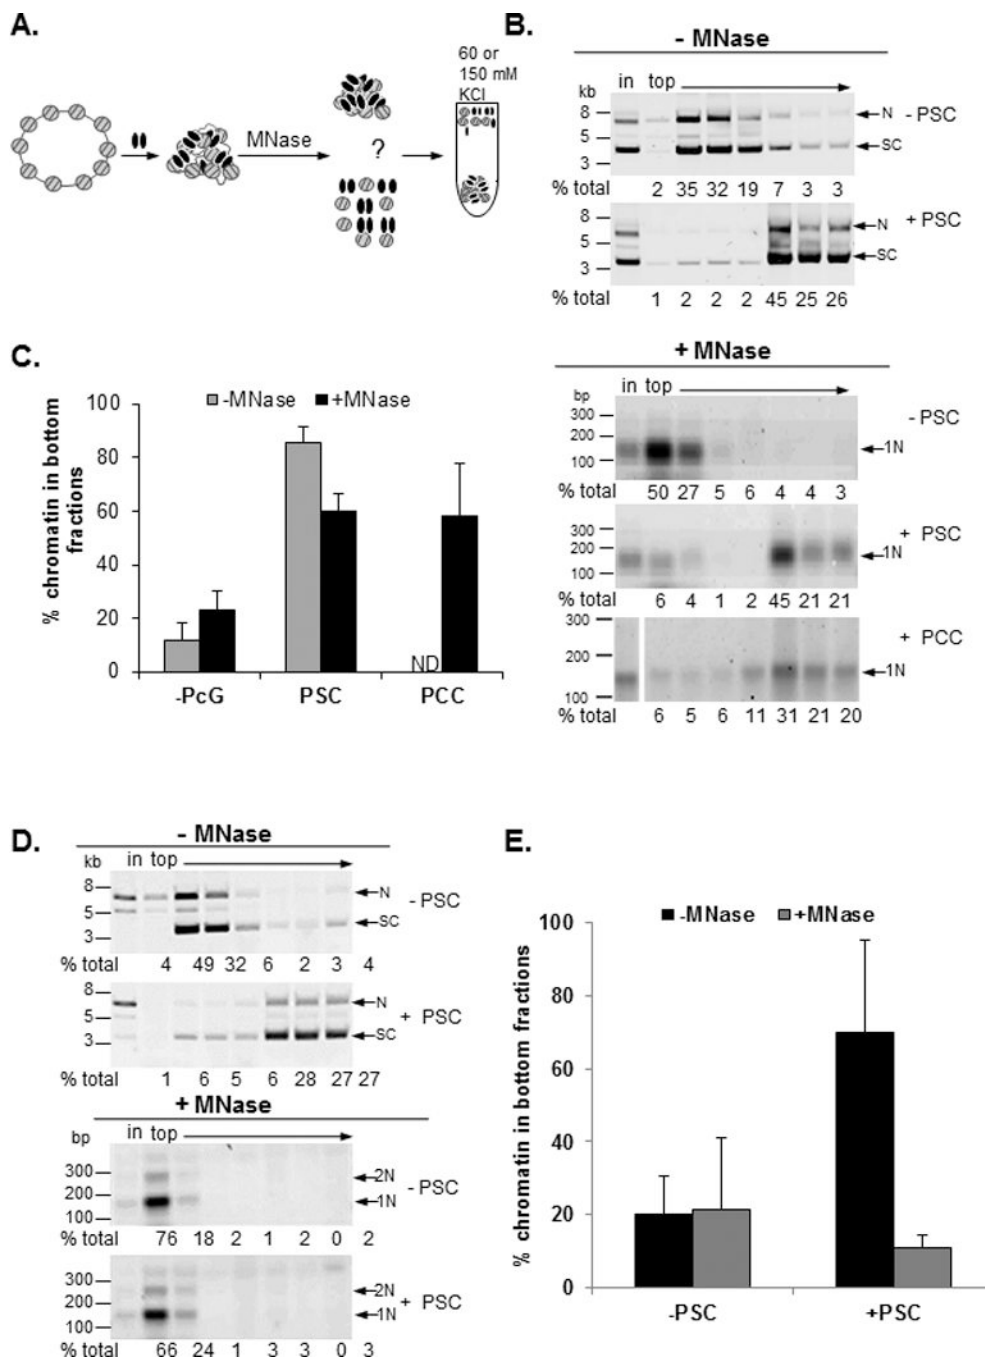 A.
MNase
?
60 or
150 mM
KCl
B.
- MNase
in top
kb
8
5
3
N
SC
- PSC
% total 2 35 32 19 7 3 3
8
5
3
N
SC
+ PSC
% total 1 2 2 2 45 25 26
+ MNase
in top
bp
300
200
100
1N
- PSC
% total 50 27 5 6 4 4 3
300
200
100
1N
+ PSC
% total 6 4 1 2 45 21 21
300
200
100
1N
+ PCC
% total 6 5 6 11 31 21 20
C.
% chromatin in bottom
fractions
100
80
60
40
20
0
-MNase +MNase
ND
-PcG PSC PCC
D.
- MNase
in top
kb
8
5
3
N
SC
- PSC
% total 4 49 32 6 2 3 4
8
5
3
N
SC
+ PSC
% total 1 6 5 6 28 27 27
+ MNase
in top
bp
300
200
100
2N
1N
- PSC
% total 76 18 2 1 2 0 2
300
200
100
2N
1N
+ PSC
% total 66 24 1 3 3 0 3
E.
% chromatin in bottom fractions
100
80
60
40
20
0
-MNase +MNase
-PSC +PSC